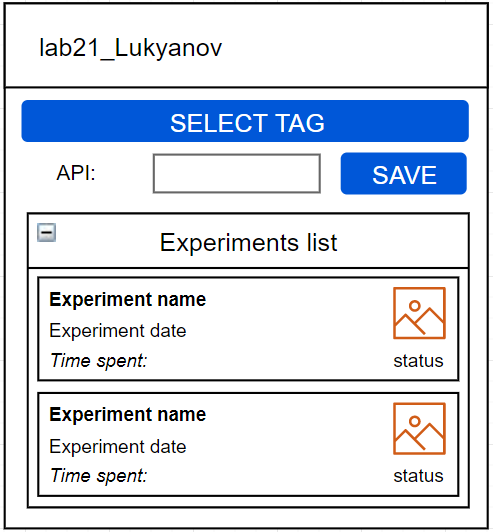 lab21_Lukyanov
SELECT TAG
API:
SAVE
Experiments list
Experiment name
Experiment date
Time spent:
status
Experiment name
Experiment date
Time spent:
status